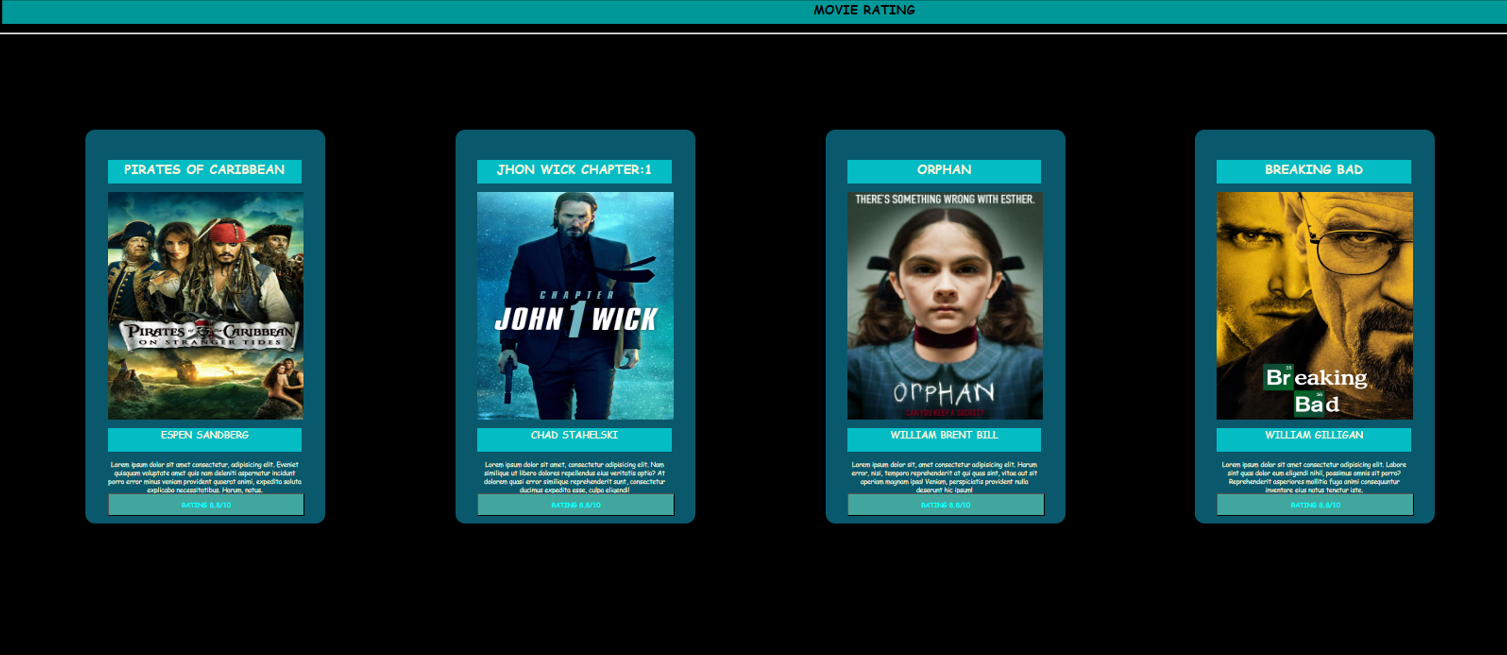 MOVIE RATING
PIRATES OF CARIBBEAN
PIRATES of the CARIBBEAN
ON STRANGER TIDES
ESPEN SANDBERG
Lorem ipsum dolor sit amet consectetur, adipisicing elit. Eveniet
quisquam voluptate amet quis nam deleniti aspernatur incidunt
porro error minus veniam provident quaerat animi, expedita soluta
explicabo necessitatibus. Harum, natus.
RATING 8.8/10
JHON WICK CHAPTER:1
CHAPTER
JOHN 1 WICK
CHAD STAHELSKI
Lorem ipsum dolor sit amet, consectetur adipisicing elit. Nam
similique ut libero dolores repellendus eius veritatis optio? At
dolorem quasi error similique reprehenderit sunt, consectetur
ducimus expedita esse, culpa eligendi!
RATING 8.8/10
ORPHAN
THERE'S SOMETHING WRONG WITH ESTHER.
ORPHAN
CAN YOU KEEP A SECRET?
WILLIAM BRENT BILL
Lorem ipsum dolor sit, amet consectetur adipisicing elit. Harum
error, nisi, tempora reprehenderit at qui quas sint, vitae aut sit
aperiam magnam ipsa! Veniam, perspiciatis provident nulla
deserunt hic ipsum!
RATING 8.8/10
BREAKING BAD
Breaking
Bad
WILLIAM GILLIGAN
Lorem ipsum dolor sit amet consectetur adipisicing elit. Labore
sint quos dolor eum eligendi nihil, possimus omnis sit porro?
Reprehenderit asperiores mollitia fuga animi consequuntur
inventore eius natus tenetur iste.
RATING 8.8/10